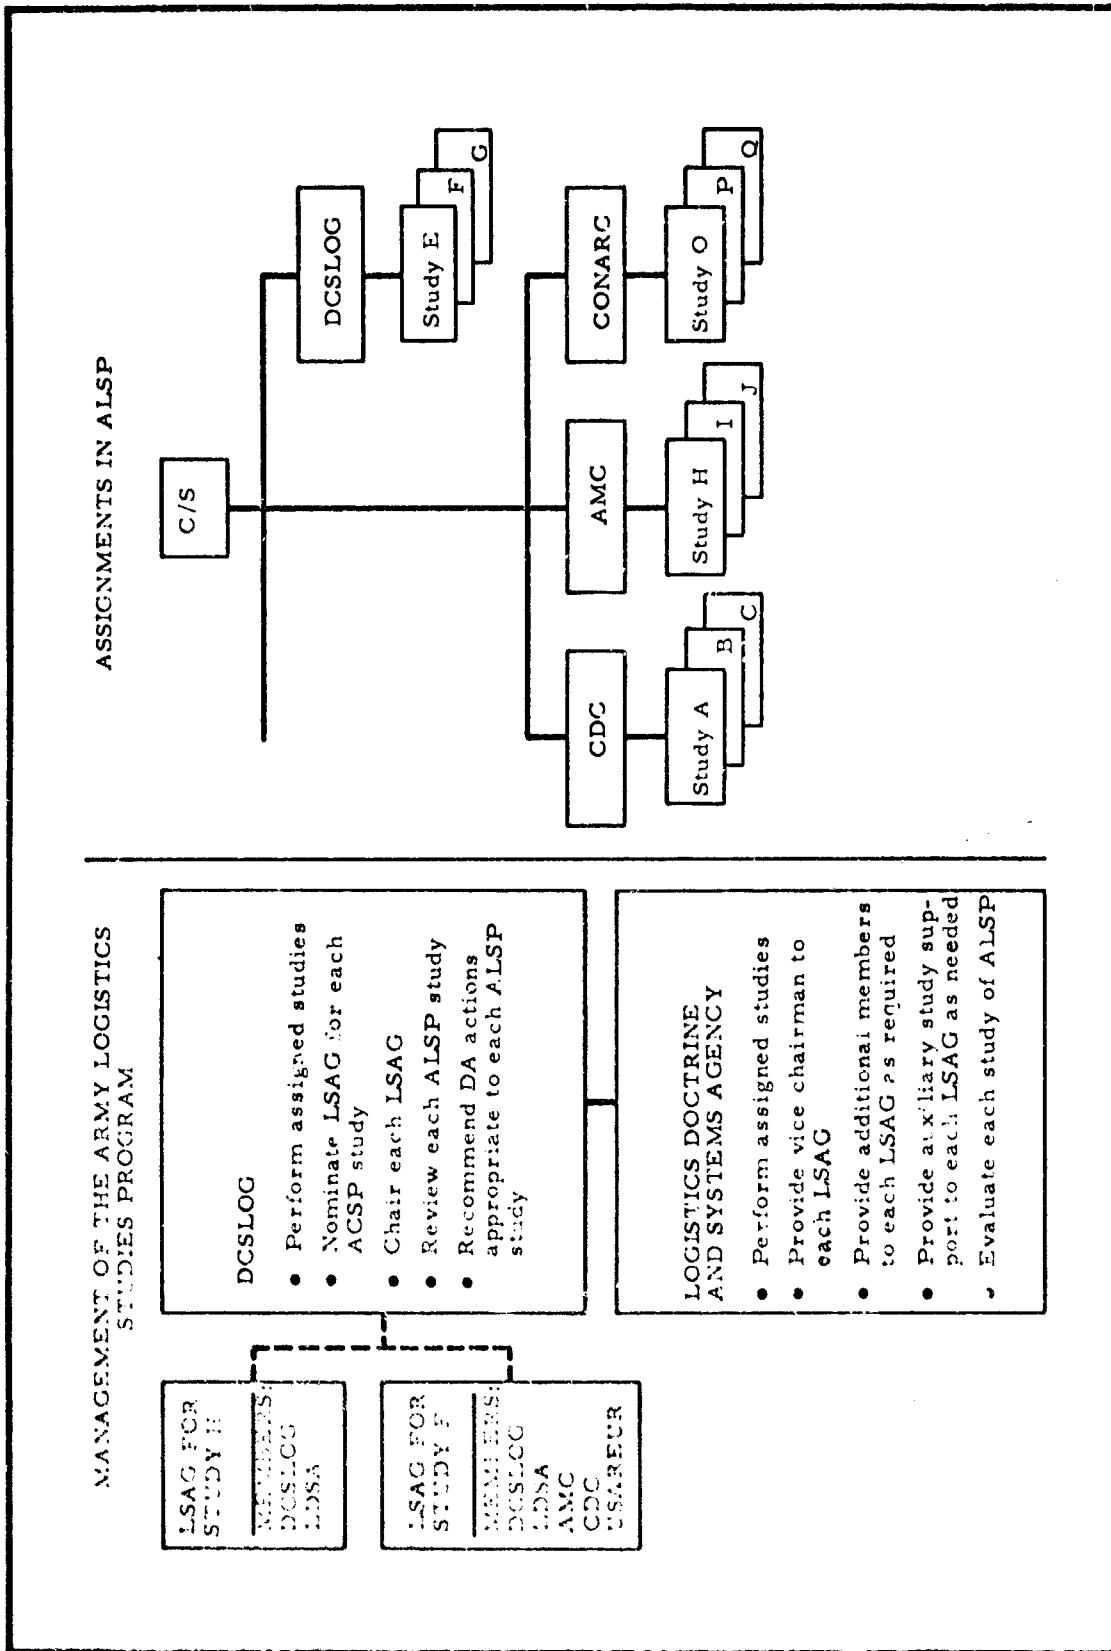 MANAGEMENT OF THE ARMY LOGISTICS
STUDIES PROGRAM
LSAG FOR
STUDY H
MEMBERS:
DCSLOG
LDSA
LSAG FOR
STUDY F
MEMBERS:
DCSLOG
LDSA
AMC
CDC
USAREUR
DCSLOG
• Perform assigned studies
• Nominate LSAG for each
ACSP study
• Chair each LSAG
• Review each ALSP study
• Recommend DA actions
appropriate to each ALSP
study
LOGISTICS DOCTRINE
AND SYSTEMS AGENCY
• Perform assigned studies
• Provide vice chairman to
each LSAG
• Provide additional members
to each LSAG as required
• Provide auxiliary study sup-
port to each LSAG as needed
• Evaluate each study of ALSP
ASSIGNMENTS IN ALSP
C/S
DCSLOG
Study E
F
G
CDC
Study A
B
C
AMC
Study H
I
J
CONARC
Study O
P
Q